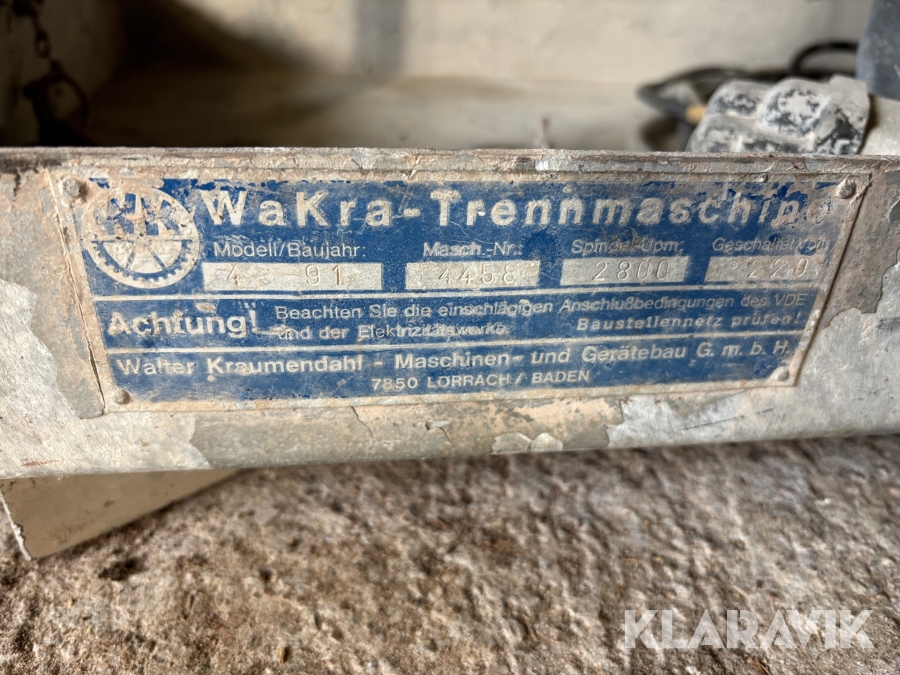 WaKra-Trennmaschine
Modell/Baujahr: Masch.-Nr.: Spindel-Upm: Geschaltet Volt
4 91 4458 2800 220
Achtung! Beachten Sie die einschlägigen Anschlußbedingungen des VDE
und der Elektrizitätswerke. Baustellennetz prüfen!
Walter Kraumendahl - Maschinen- und Gerätebau G.m.b.H.
7850 LÖRRACH / BADEN
KLARAVIK